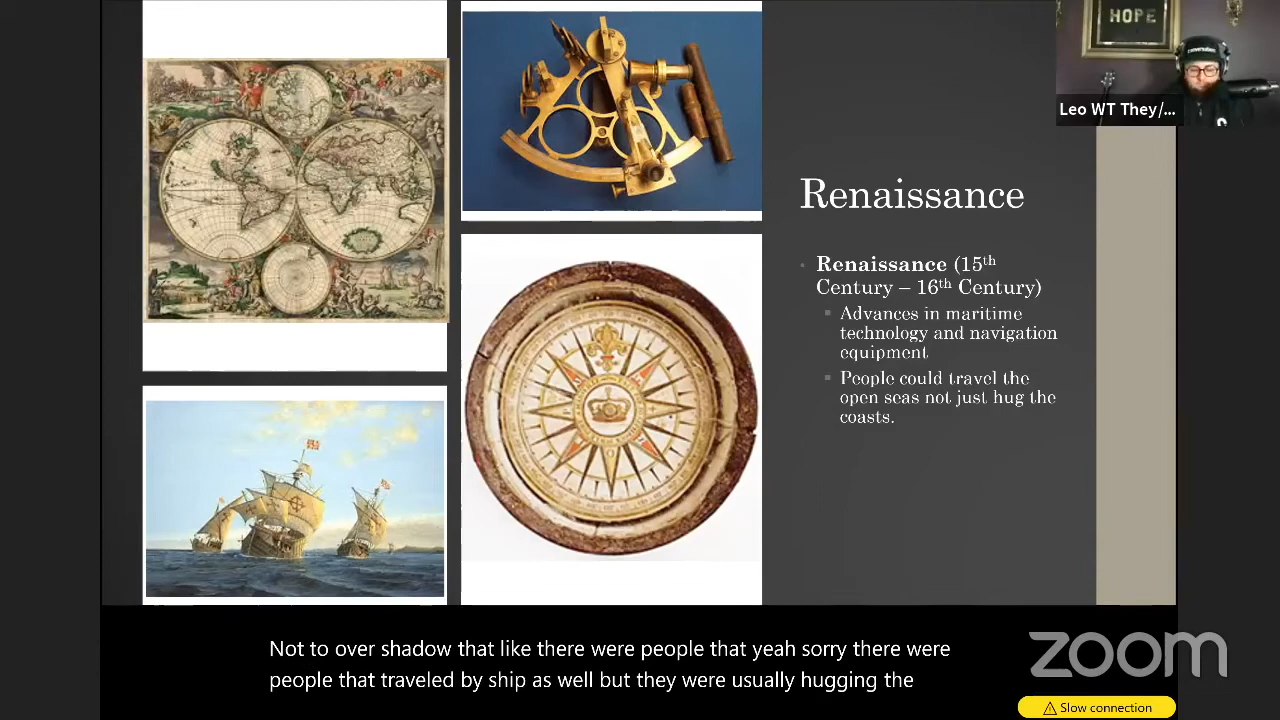 HOPE
Leo WT They/...
Renaissance
Renaissance (15th
Century – 16th Century)
Advances in maritime
technology and navigation
equipment
People could travel the
open seas not just hug the
coasts.
Not to over shadow that like there were people that yeah sorry there were
people that traveled by ship as well but they were usually hugging the
zoom
⚠ Slow connection